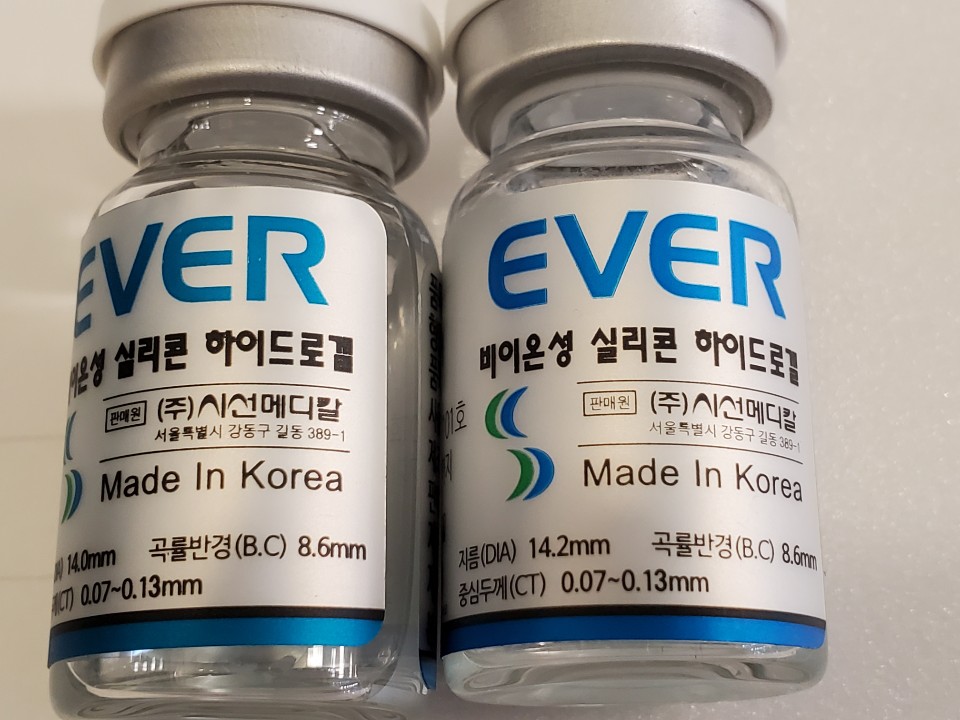 EVER
이온성 실리콘 하이드로겔
판매원 (주)시선메디칼
서울특별시 강동구 길동 389-1
Made In Korea
14.0mm 곡률반경(B.C) 8.6mm
(CT) 0.07~0.13mm
EVER
비이온성 실리콘 하이드로겔
판매원 (주)시선메디칼
서울특별시 강동구 길동 389-1
Made In Korea
지름(DIA) 14.2mm 곡률반경(B.C) 8.6mm
중심두께(CT) 0.07~0.13mm
01호